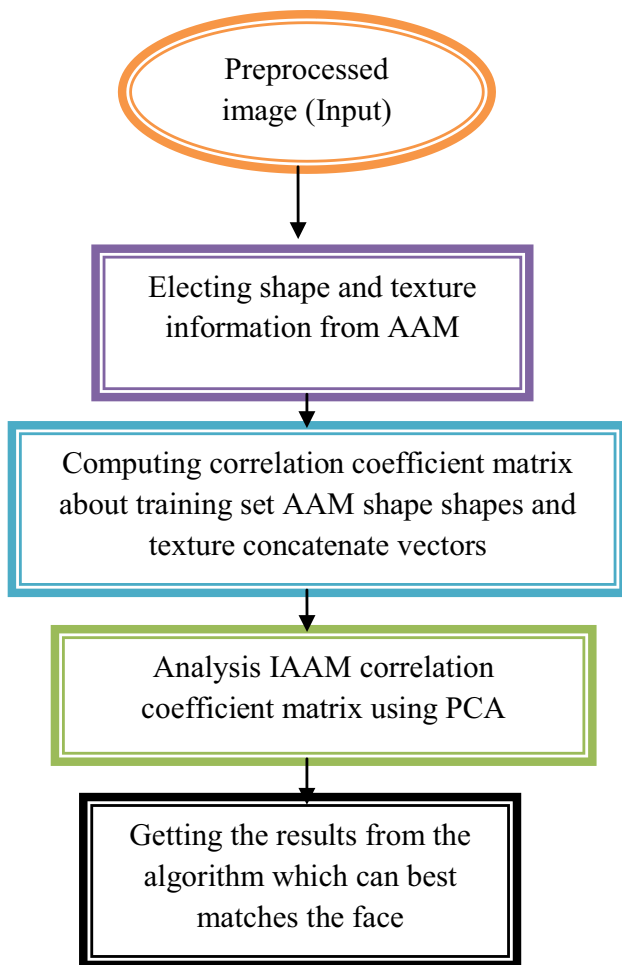 Preprocessed
image (Input)
Electing shape and texture
information from AAM
Computing correlation coefficient matrix
about training set AAM shape shapes and
texture concatenate vectors
Analysis IAAM correlation
coefficient matrix using PCA
Getting the results from the
algorithm which can best
matches the face